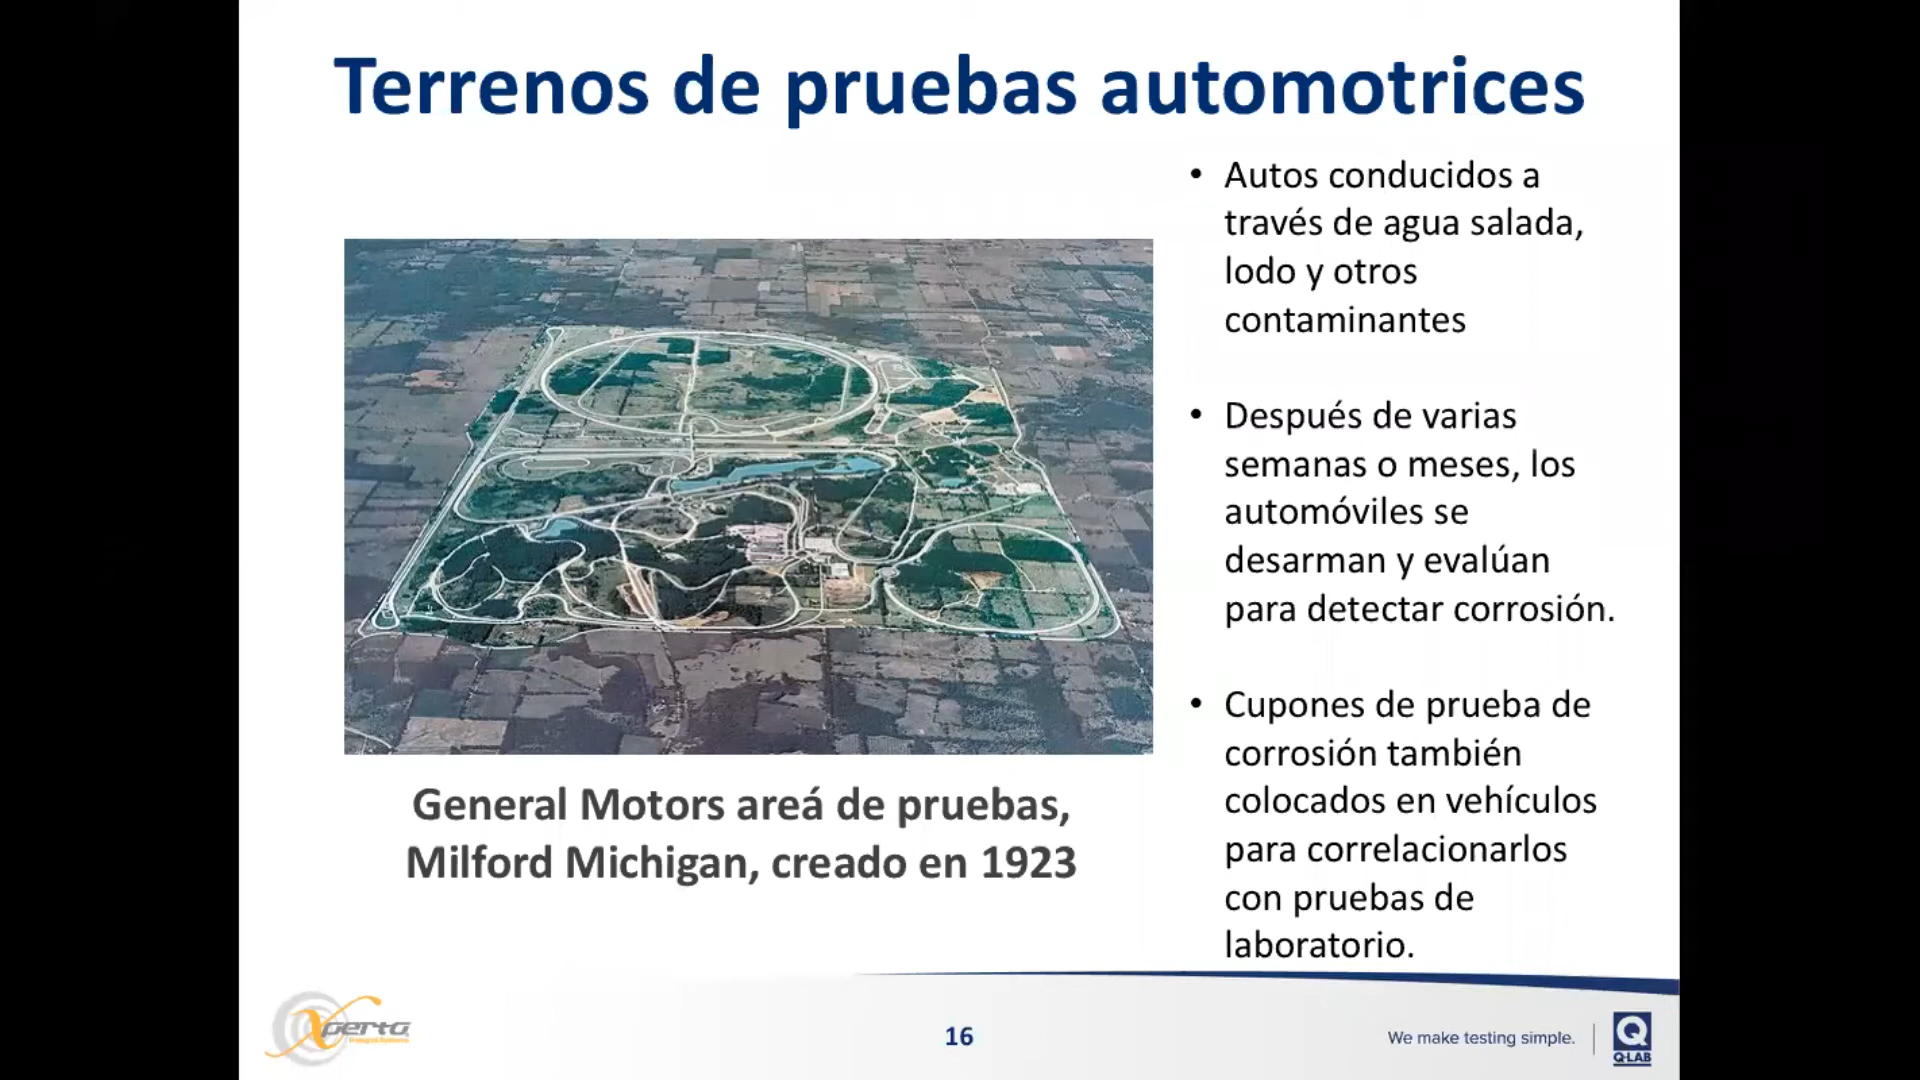 Terrenos de pruebas automotrices
• Autos conducidos a
través de agua salada,
lodo y otros
contaminantes
• Después de varias
semanas o meses, los
automóviles se
desarman y evalúan
para detectar corrosión.
• Cupones de prueba de
corrosión también
colocados en vehículos
para correlacionarlos
con pruebas de
laboratorio.
General Motors areá de pruebas,
Milford Michigan, creado en 1923
Xperto
16
We make testing simple.
Q-LAB